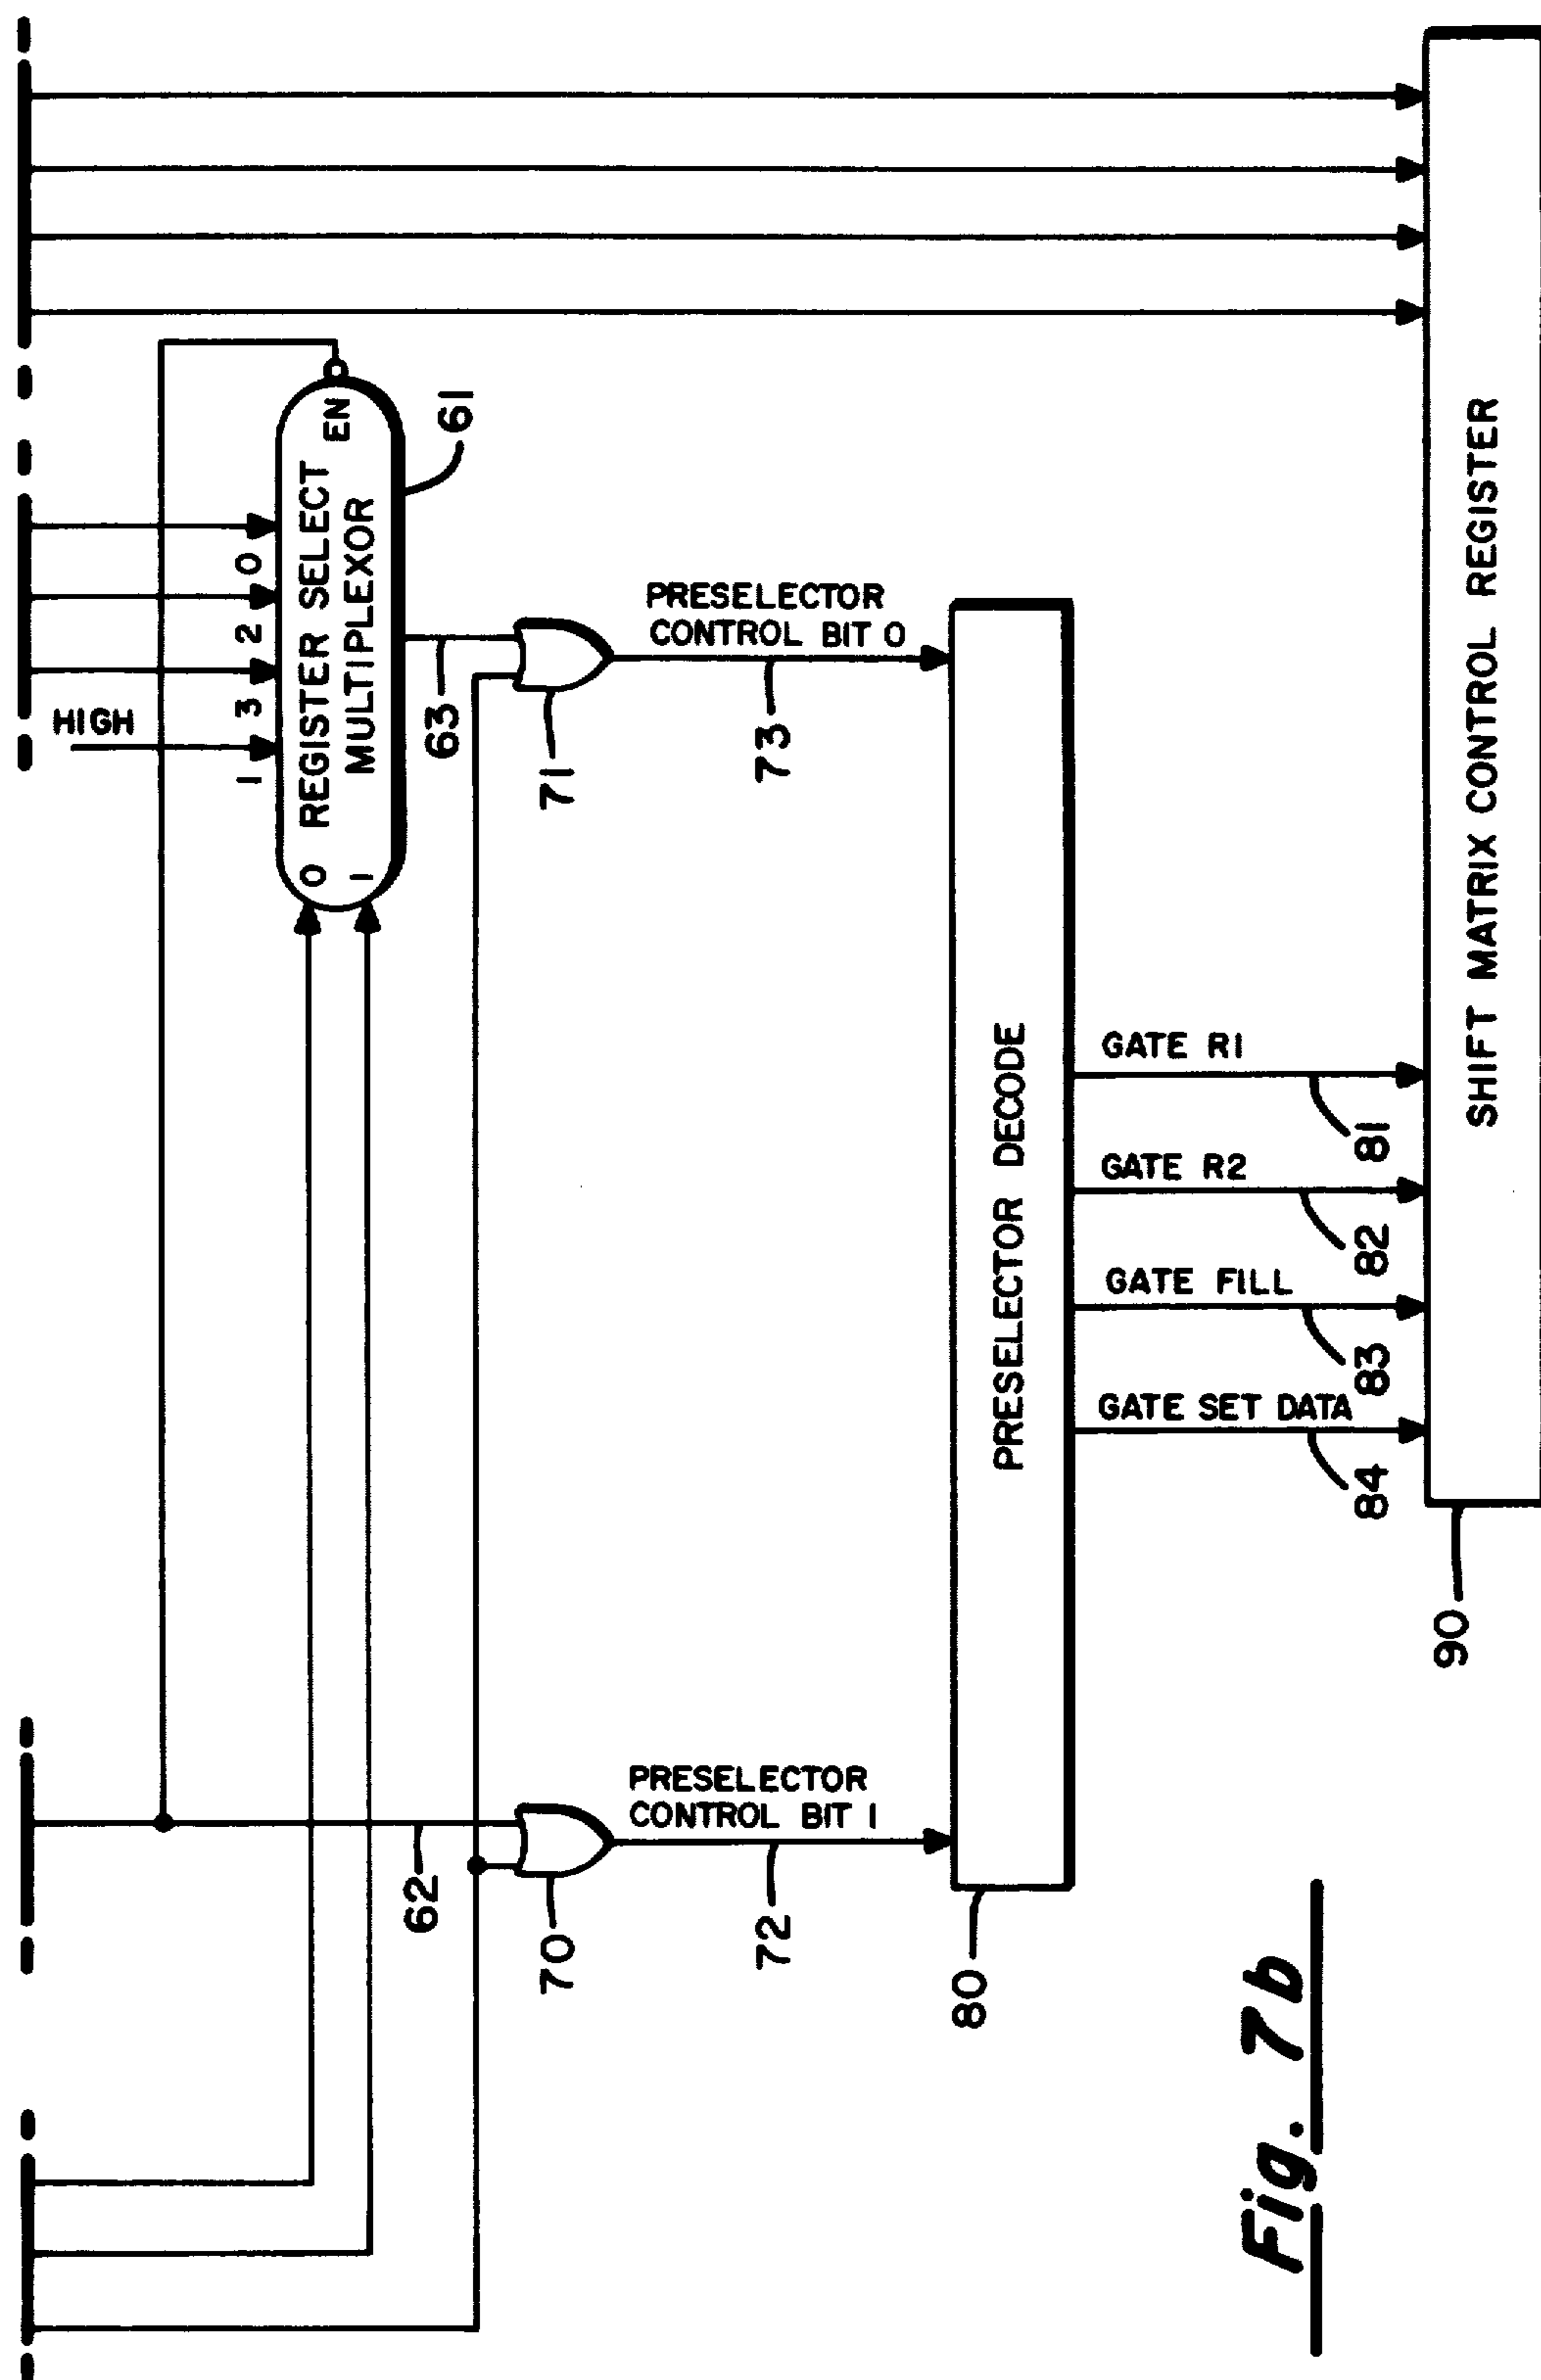 HIGH
1 3 2 0
0 REGISTER SELECT EN
1 MULTIPLEXOR
61
62
63
70
71
PRESELECTOR
CONTROL BIT 1
PRESELECTOR
CONTROL BIT 0
72
73
PRESELECTOR DECODE
80
GATE SET DATA
GATE FILL
GATE R2
GATE R1
84
83
82
81
SHIFT MATRIX CONTROL REGISTER
90
Fig. 7b